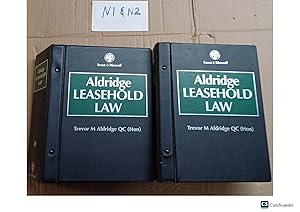 N1 & N2
Sweet & Maxwell
Aldridge
LEASEHOLD
LAW
Trevor M Aldridge QC (Hon)
Sweet & Maxwell
Aldridge
LEASEHOLD
LAW
Trevor M Aldridge QC (Hon)
CS CamScanner